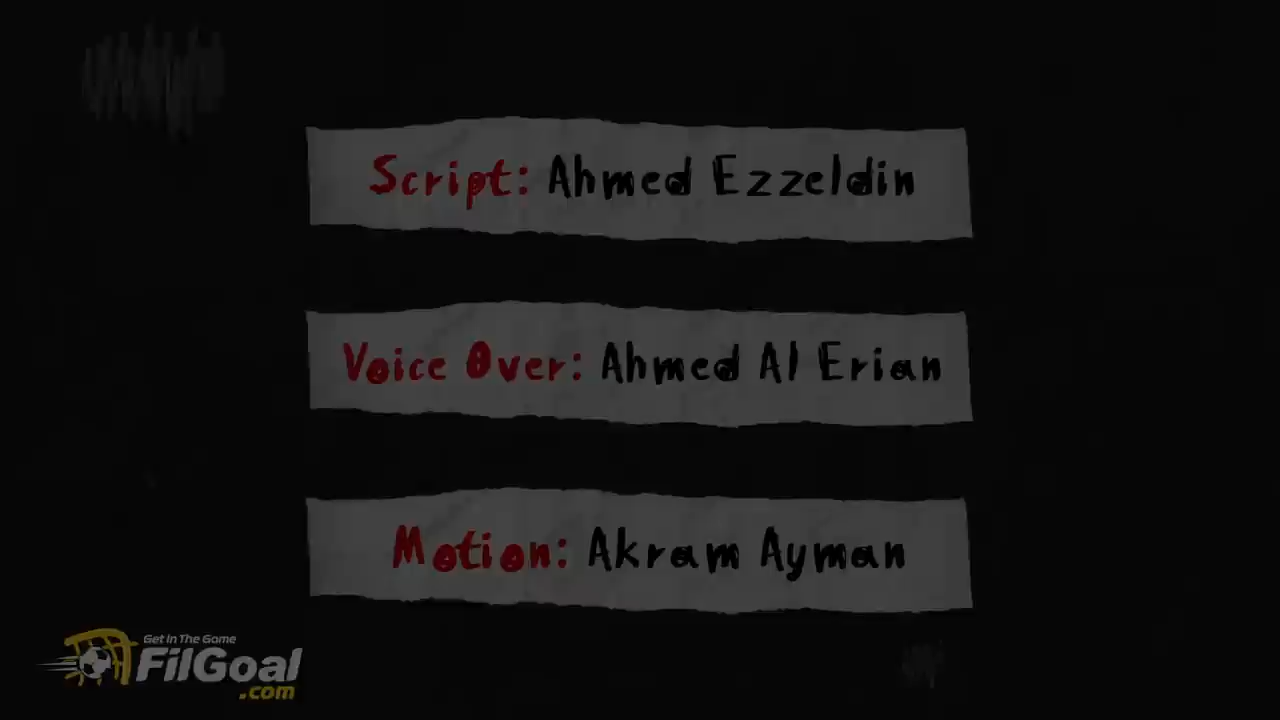 Script: Ahmed Ezzeldin
Voice Over: Ahmed Al Erian
Motion: Akram Ayman
Get In The Game
FilGoal
.com